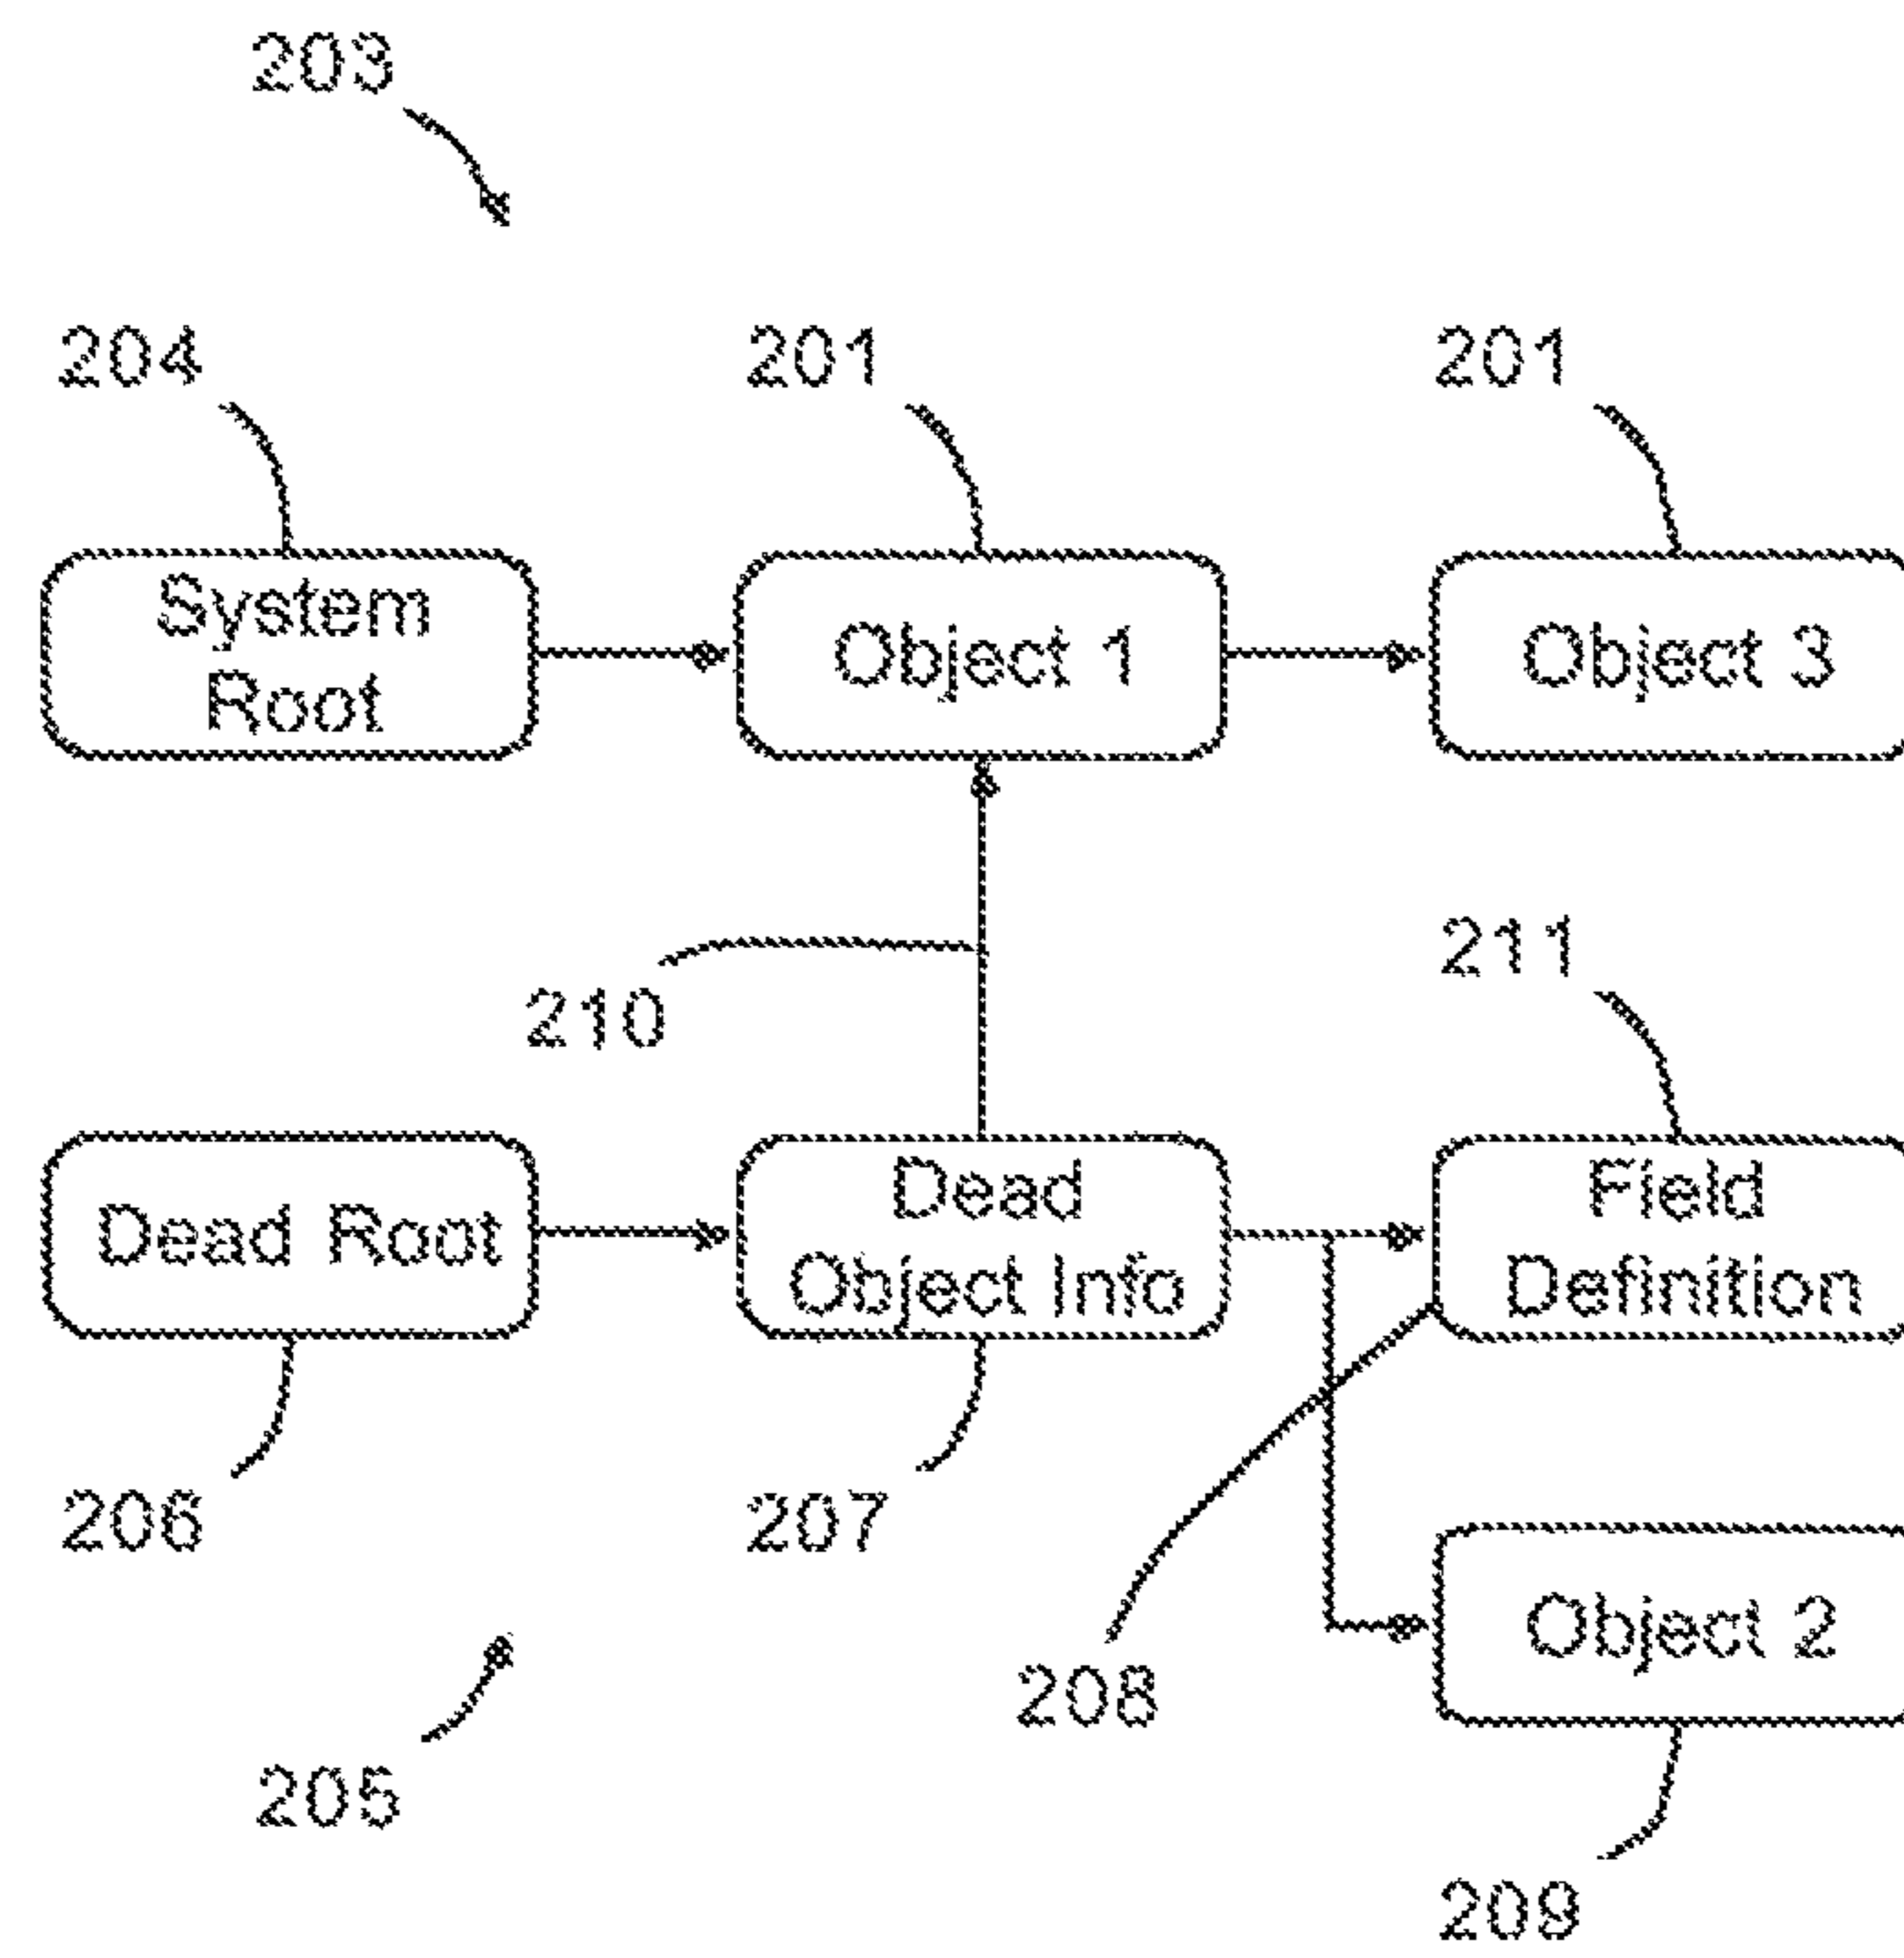 203
204
201
201
System
Root
Object 1
Object 3
210
211
Dead Root
Dead
Object Info
Field
Definition
206
207
208
Object 2
205
209